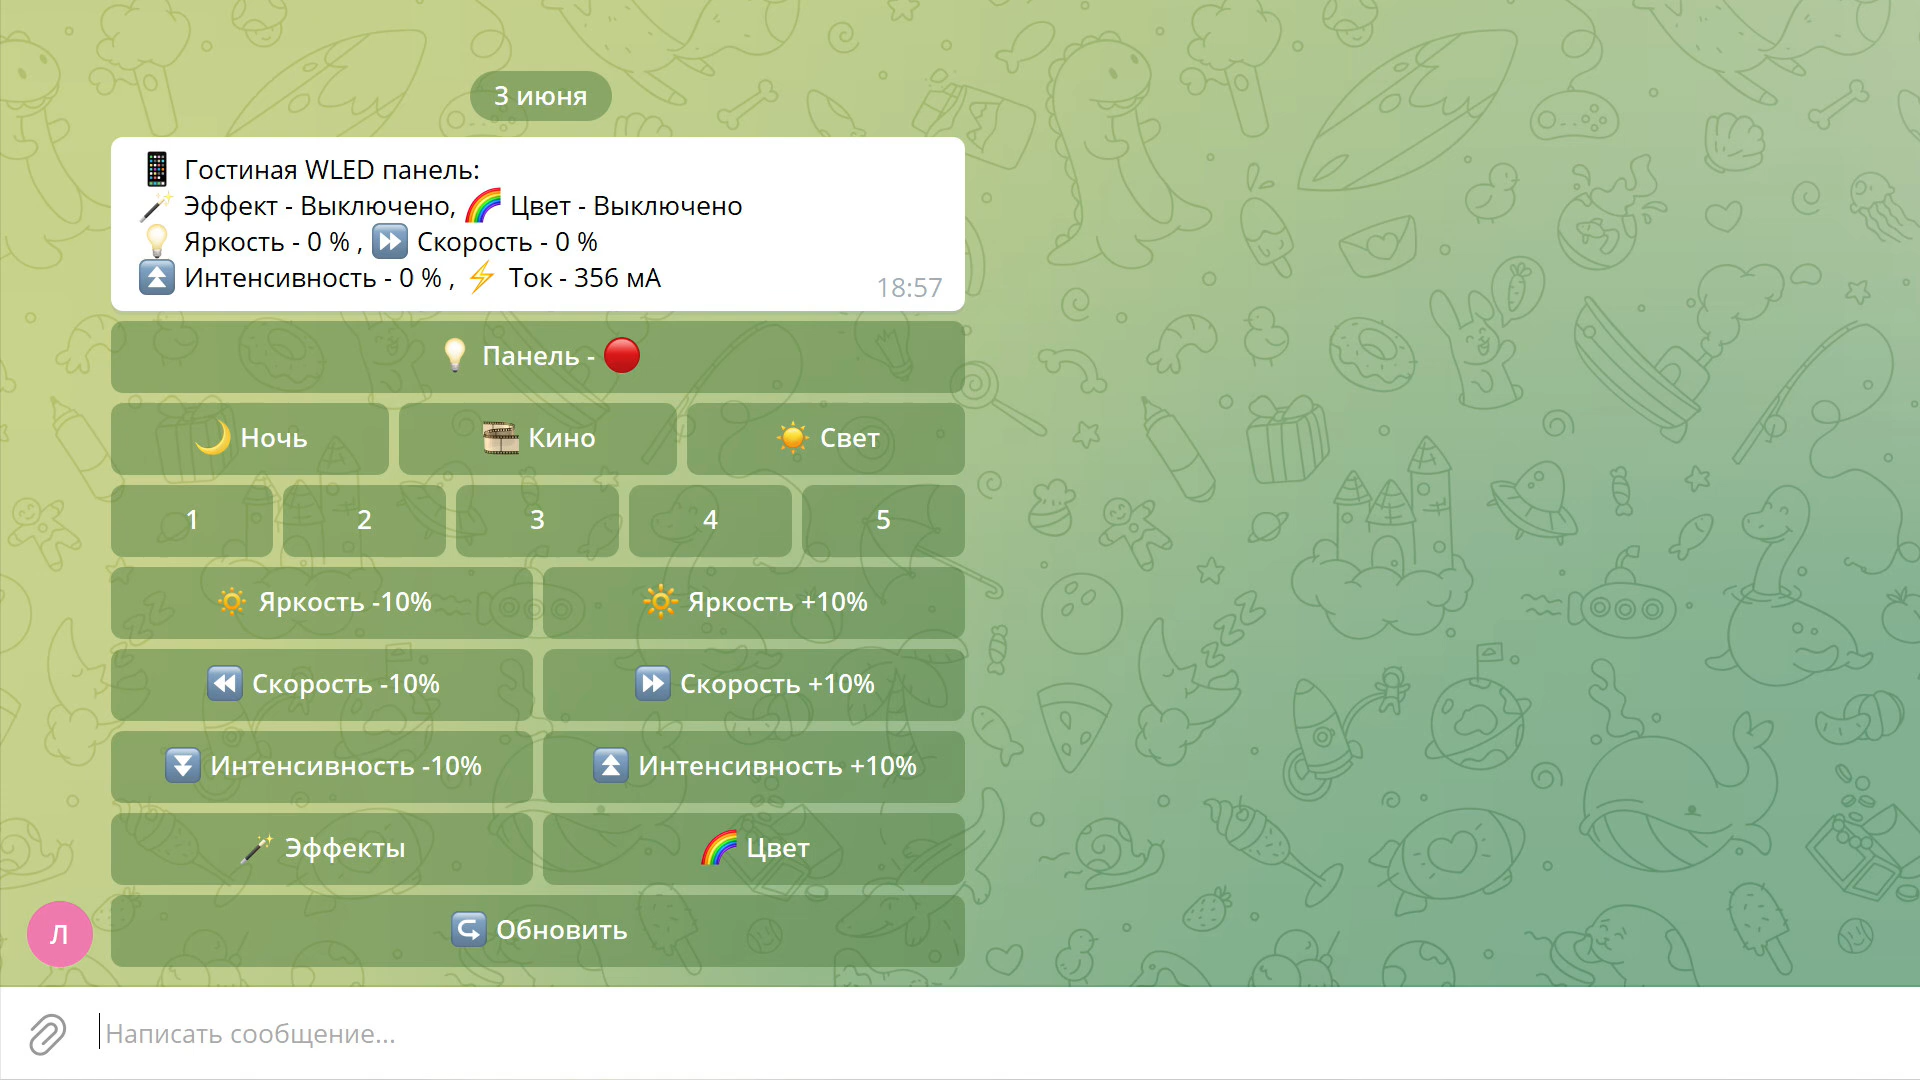 3 июня
📱 Гостиная WLED панель:
🪄 Эффект - Выключено, 🌈 Цвет - Выключено
💡 Яркость - 0 % , ⏩ Скорость - 0 %
⏫ Интенсивность - 0 % , ⚡ Ток - 356 мА
18:57
💡 Панель - 🔴
🌙 Ночь 🎞 Кино ☀️ Свет
1 2 3 4 5
🔅 Яркость -10% 🔆 Яркость +10%
⏪ Скорость -10% ⏩ Скорость +10%
⏬ Интенсивность -10% ⏫ Интенсивность +10%
🪄 Эффекты 🌈 Цвет
Л ↪️ Обновить
Написать сообщение...